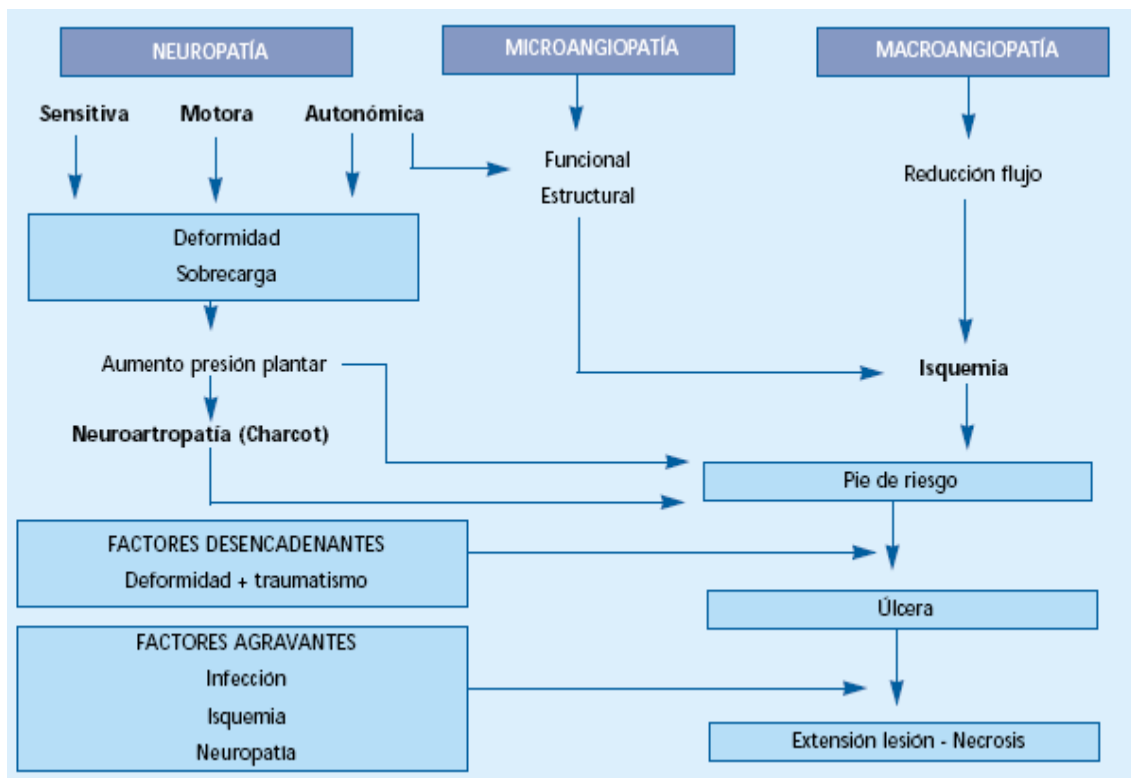 NEUROPATÍA
MICROANGIOPATÍA
MACROANGIOPATÍA
Sensitiva
Motora
Autonómica
Funcional
Estructural
Reducción flujo
Deformidad
Sobrecarga
Aumento presión plantar
Isquemia
Neuroartropatía (Charcot)
Pie de riesgo
FACTORES DESENCADENANTES
Deformidad + traumatismo
Úlcera
FACTORES AGRAVANTES
Infección
Isquemia
Neuropatía
Extensión lesión - Necrosis